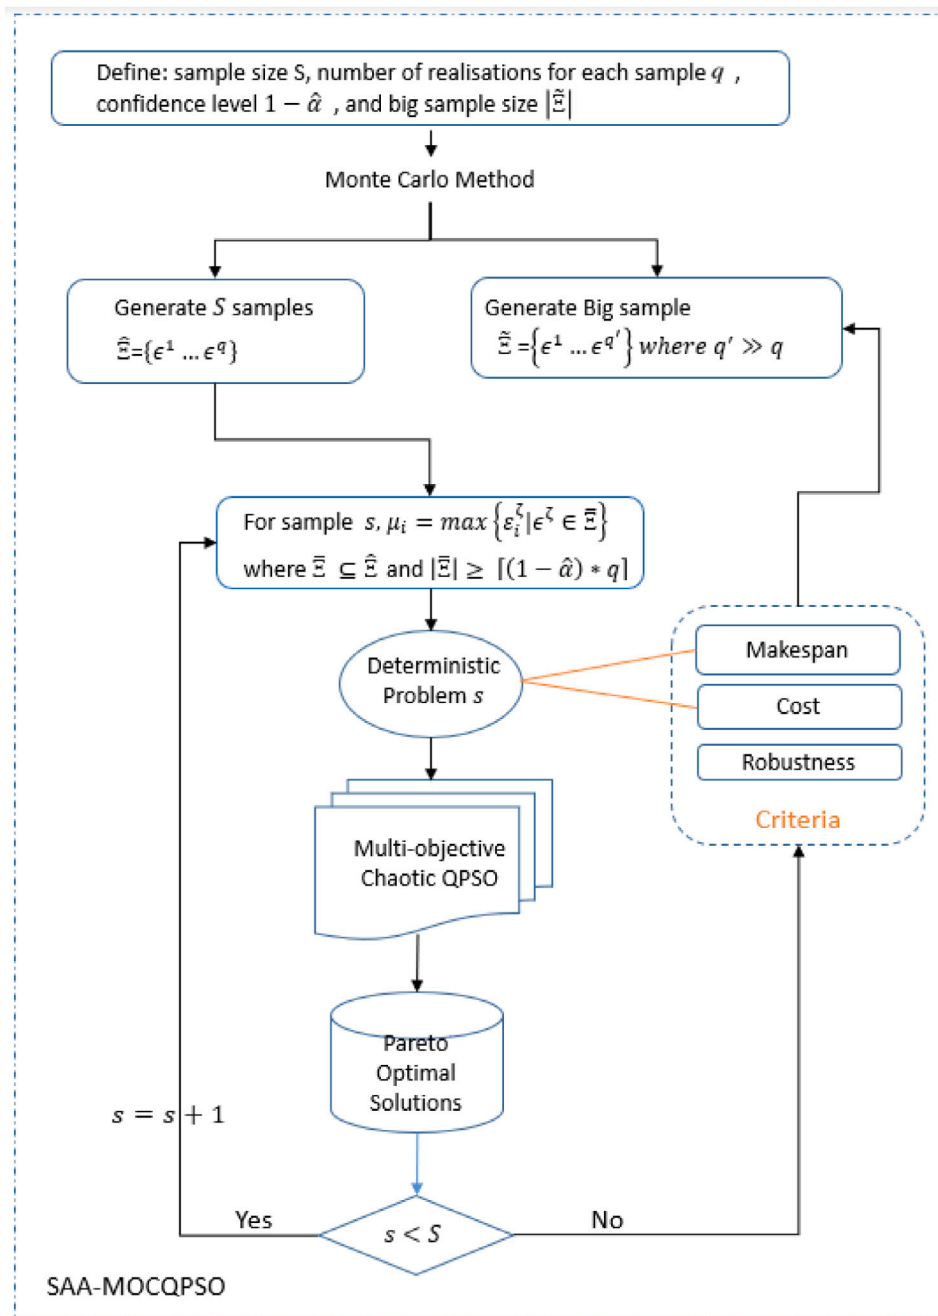 Define: sample size S, number of realisations for each sample q ,
confidence level 1 − α̂ , and big sample size |Ξ̃|
Monte Carlo Method
Generate S samples
Ξ̂={ϵ¹ … ϵ^q}
Generate Big sample
Ξ̃ ={ϵ¹ … ϵ^q′} where q′ ≫ q
For sample s, μ_i = max{ε_i^ζ|ϵ^ζ ∈ Ξ̿}
where Ξ̿ ⊆ Ξ̂ and |Ξ̿| ≥ ⌈(1 − α̂) ∗ q⌉
Deterministic
Problem s
Makespan
Cost
Robustness
Criteria
Multi-objective
Chaotic QPSO
Pareto
Optimal
Solutions
s = s + 1
Yes
s < S
No
SAA-MOCQPSO